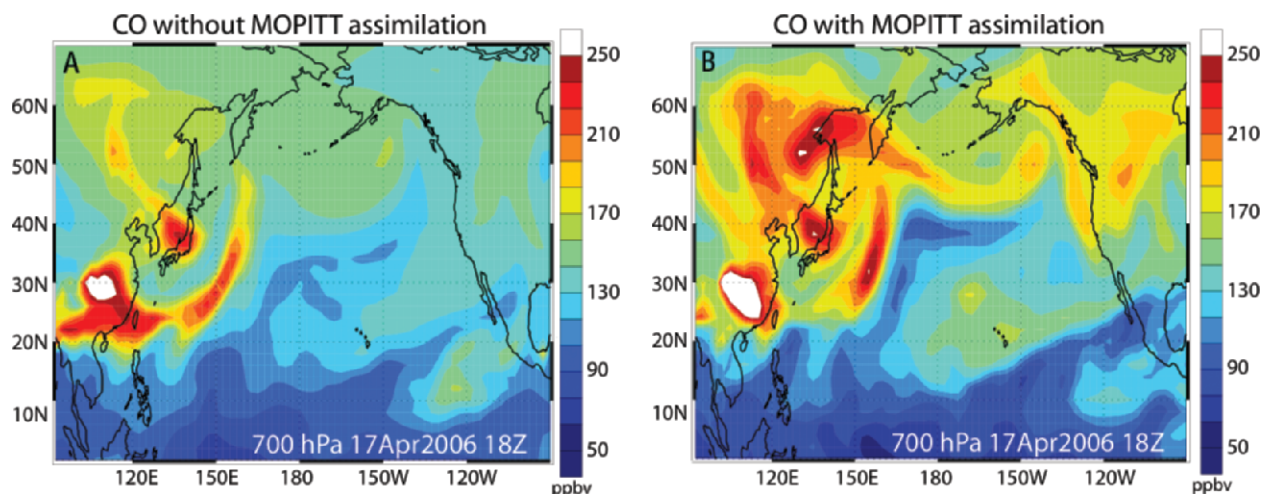 CO without MOPITT assimilation
A
60N
50N
40N
30N
20N
10N
120E 150E 180 150W 120W
250
210
170
130
90
50
ppbv
700 hPa 17Apr2006 18Z
CO with MOPITT assimilation
B
60N
50N
40N
30N
20N
10N
120E 150E 180 150W 120W
250
210
170
130
90
50
ppbv
700 hPa 17Apr2006 18Z